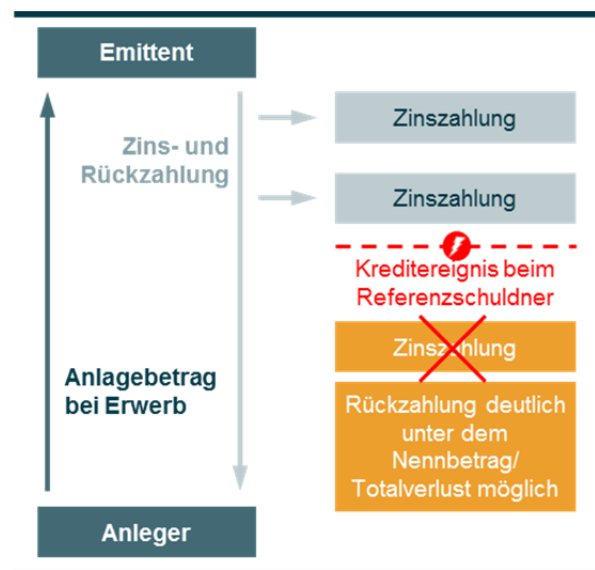 Emittent
Zins- und
Rückzahlung
Zinszahlung
Zinszahlung
Kreditereignis beim
Referenzschuldner
Zinszahlung
Anlagebetrag
bei Erwerb
Rückzahlung deutlich
unter dem
Nennbetrag/
Totalverlust möglich
Anleger